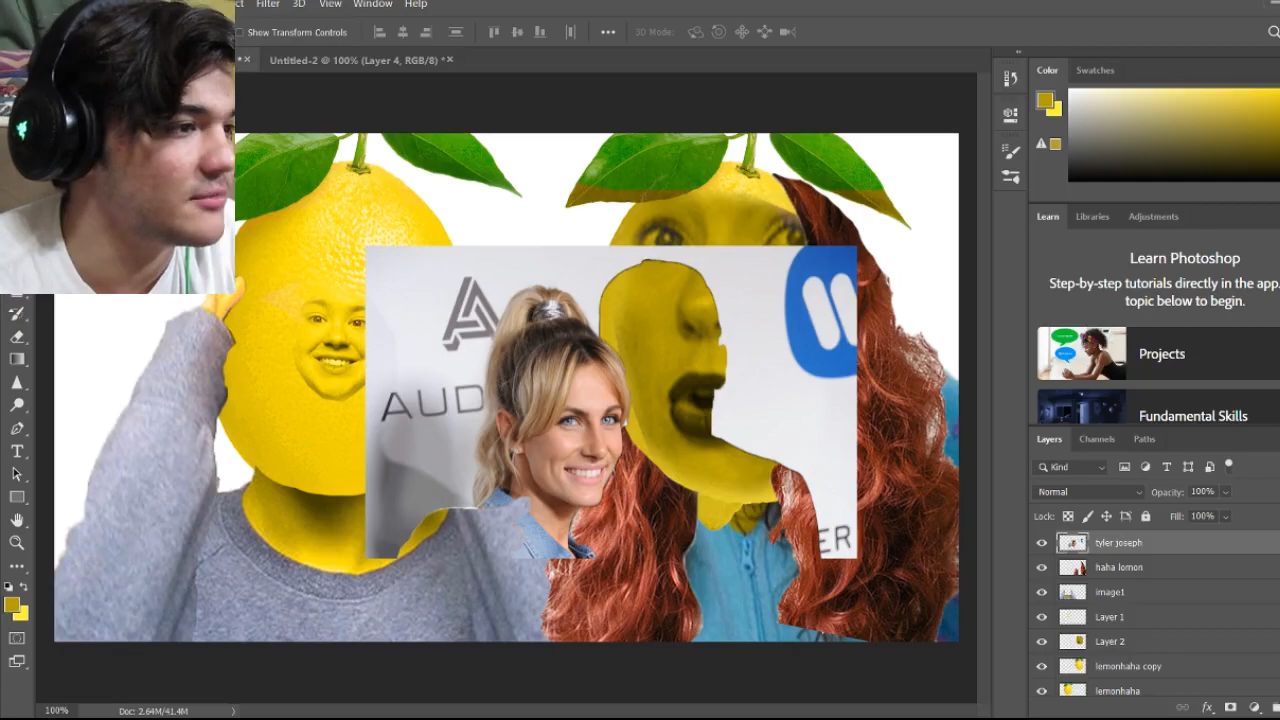 Filter 3D View Window Help
Show Transform Controls
3D Mode:
Untitled-2 @ 100% (Layer 4, RGB/8) *
Color Swatches
Learn Libraries Adjustments
Learn Photoshop
Step-by-step tutorials directly in the app.
topic below to begin.
Projects
Fundamental Skills
AUD
ER
Layers Channels Paths
Kind
Normal Opacity: 100%
Lock: Fill: 100%
tyler joseph
haha lomon
image1
Layer 1
Layer 2
lemonhaha copy
lemonhaha
100% Doc: 2.64M/41.4M